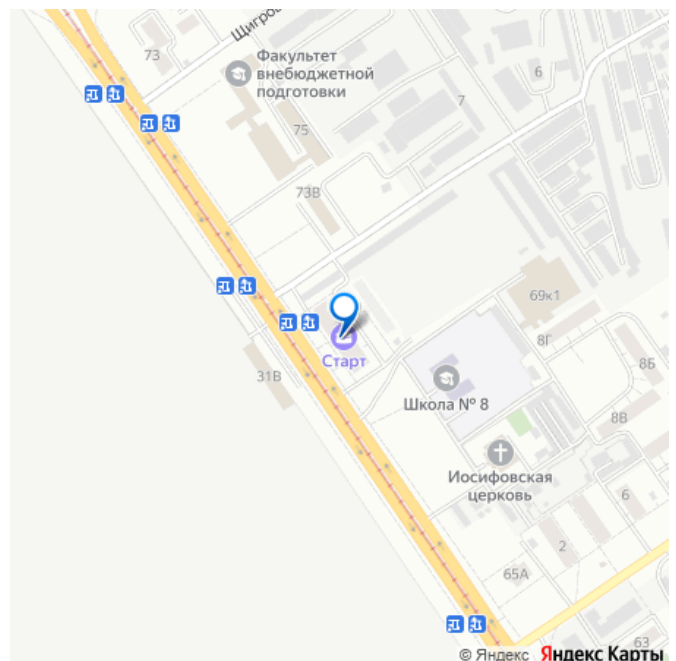 Щигров
73
Факультет
внебюджетной
подготовки
6
7
75
73В
69к1
8Г
Старт
31В
8Б
Школа № 8
8В
Иосифовская
церковь
6
2
65А
63
© Яндекс Яндекс Карты